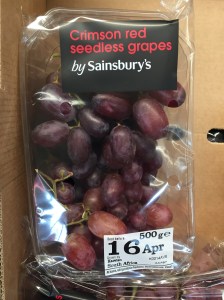 Crimson red
seedless grapes
by Sainsbury's
500g e
16 Apr
South Africa